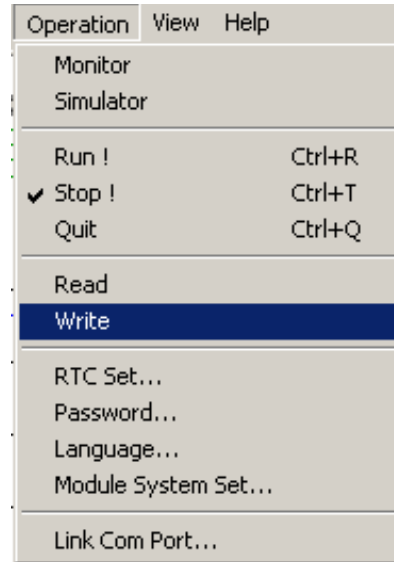 Operation View Help
Monitor
Simulator
Run ! Ctrl+R
Stop ! Ctrl+T
Quit Ctrl+Q
Read
Write
RTC Set...
Password...
Language...
Module System Set...
Link Com Port...